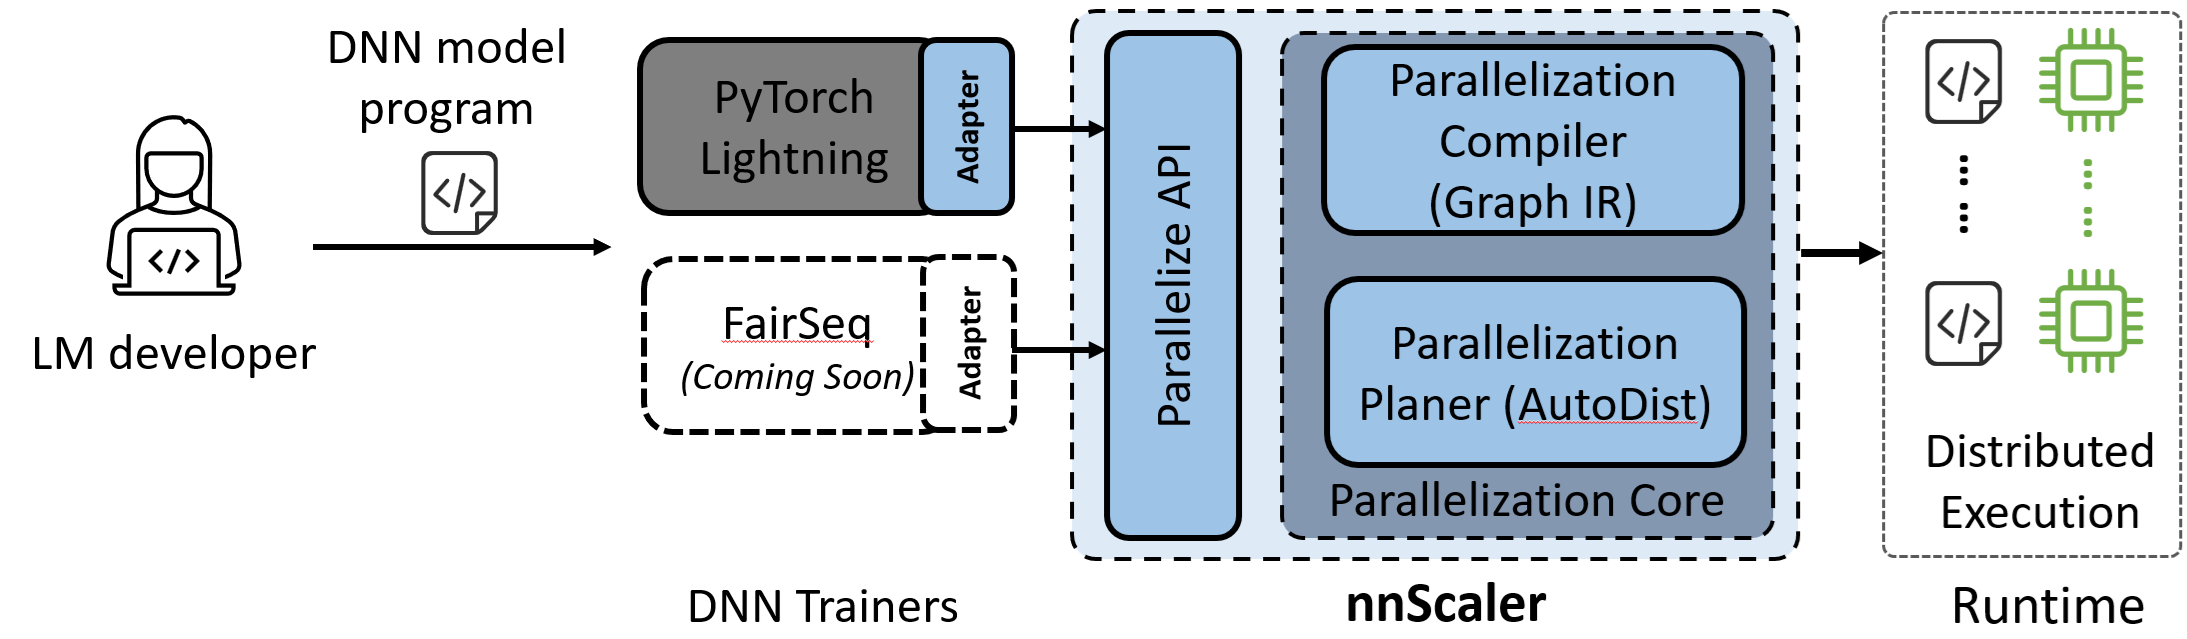 DNN model
program
LM developer
PyTorch
Lightning
Adapter
FairSeq
(Coming Soon)
Adapter
DNN Trainers
Parallelize API
Parallelization
Compiler
(Graph IR)
Parallelization
Planer (AutoDist)
Parallelization Core
nnScaler
Distributed
Execution
Runtime